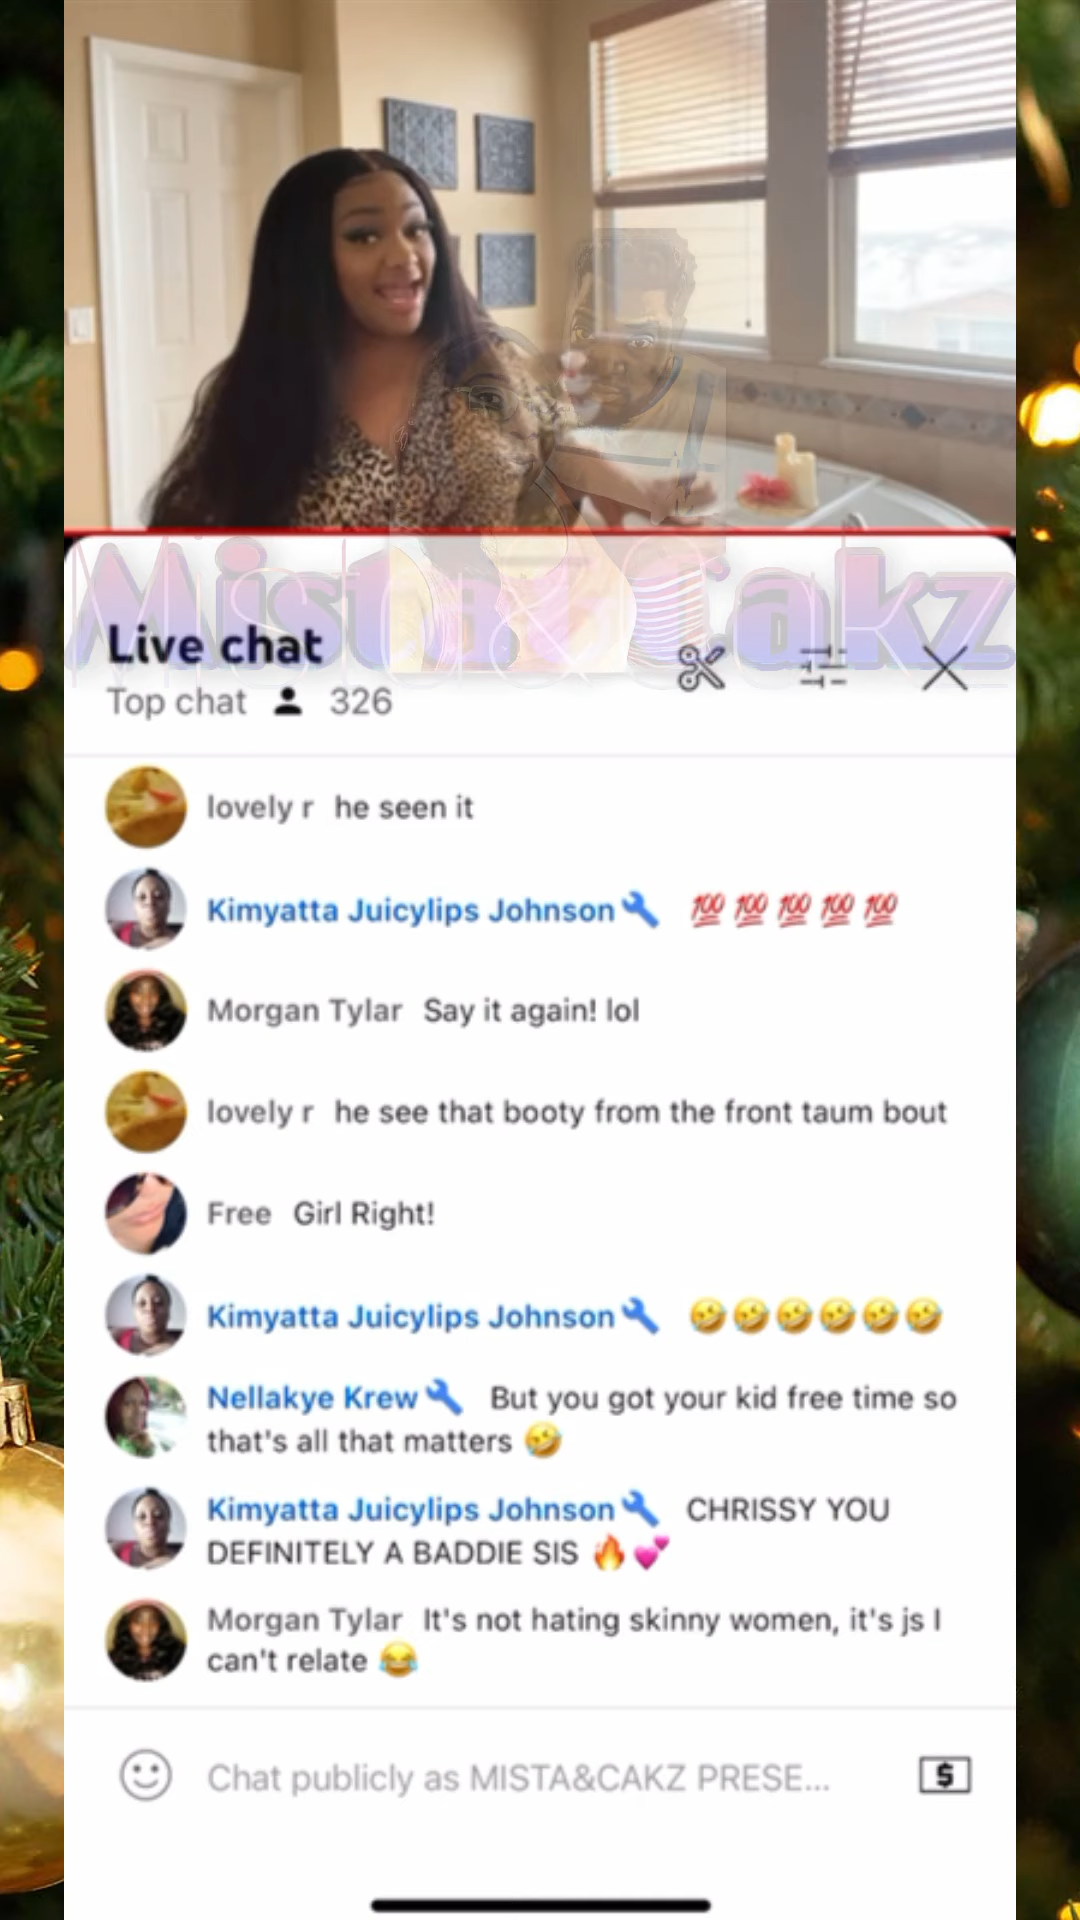 Mista & Cakz
Live chat
Top chat 326
lovely r he seen it
Kimyatta Juicylips Johnson🔧 💯💯💯💯💯
Morgan Tylar Say it again! lol
lovely r he see that booty from the front taum bout
Free Girl Right!
Kimyatta Juicylips Johnson🔧 🤣🤣🤣🤣🤣🤣
Nellakye Krew🔧 But you got your kid free time so
that's all that matters 🤣
Kimyatta Juicylips Johnson🔧 CHRISSY YOU
DEFINITELY A BADDIE SIS 🔥💕
Morgan Tylar It's not hating skinny women, it's js I
can't relate 😂
Chat publicly as MISTA&CAKZ PRESE...
$